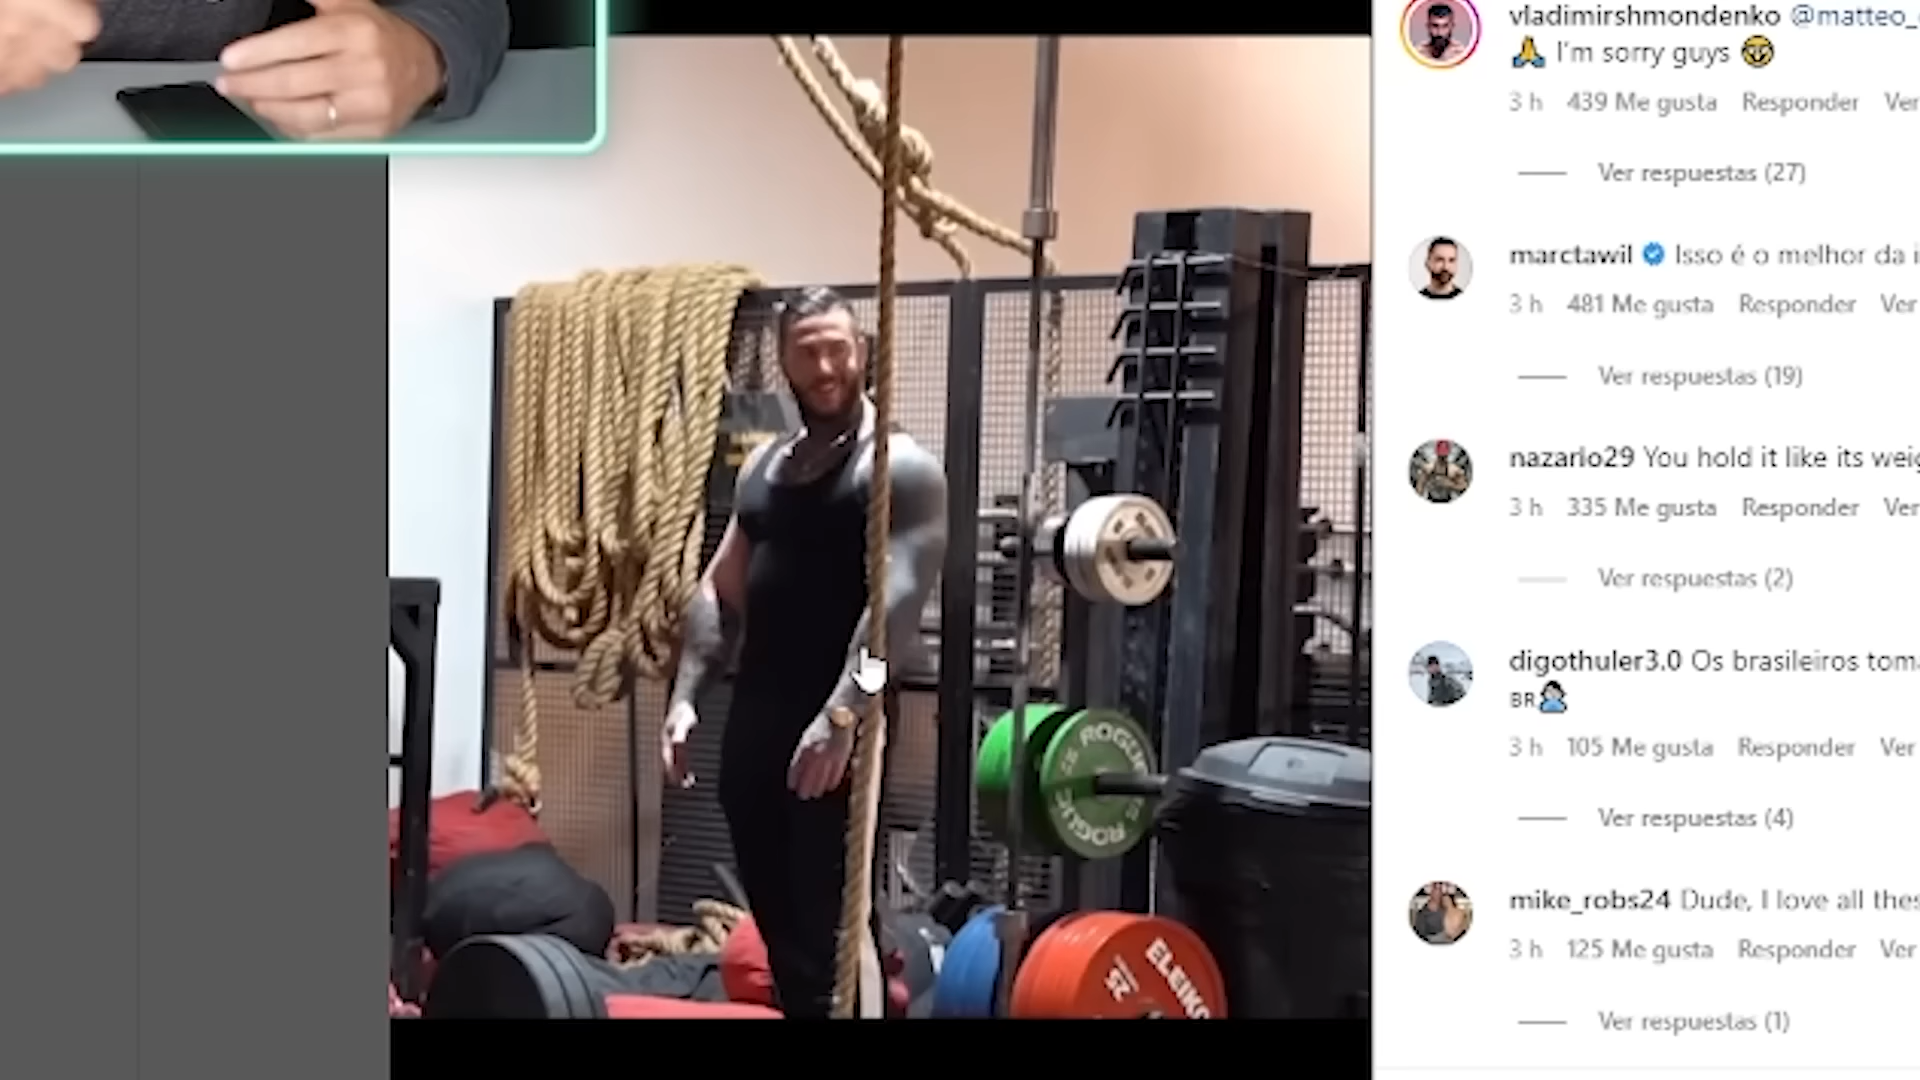 vladimirshmondenko @matteo_
🙏 I'm sorry guys
3 h 439 Me gusta Responder Ver
Ver respuestas (27)
marctawil Isso é o melhor da i
3 h 481 Me gusta Responder Ver
Ver respuestas (19)
nazario29 You hold it like its weig
3 h 335 Me gusta Responder Ver
Ver respuestas (2)
digothuler3.0 Os brasileiros toma
BR
3 h 105 Me gusta Responder Ver
Ver respuestas (4)
mike_robs24 Dude, I love all thes
3 h 125 Me gusta Responder Ver
Ver respuestas (1)
ROGUE
ROGUE
ELEIKO
25